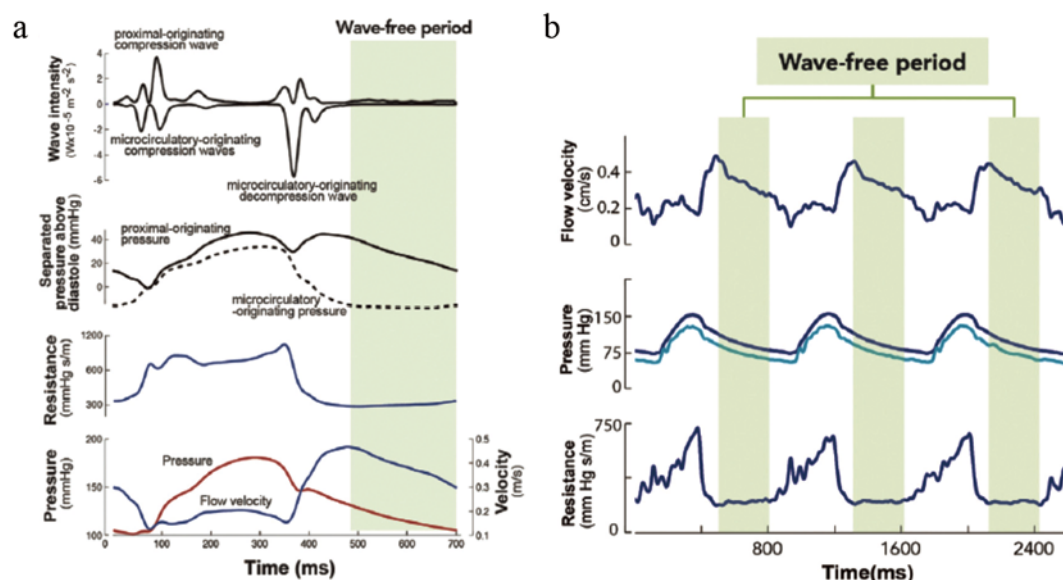 a
Wave-free period
proximal-originating
compression wave
Wave intensity
(Wx10⁻⁵ m⁻² s⁻²)
4
2
0
-2
-4
-6
microcirculatory-originating
compression waves
microcirculatory-originating
decompression wave
Separated
pressure above
diastole (mmHg)
40
20
0
proximal-originating
pressure
microcirculatory
-originating pressure
Resistance
(mmHg s/m)
1200
600
300
Pressure
(mmHg)
200
150
100
Pressure
Flow velocity
0.5
0.4
0.3
0.2
0.1
Velocity
(m/s)
0
100
200
300
400
500
600
700
Time (ms)
b
Wave-free period
Flow velocity
(cm/s)
0.4
0.2
0
Pressure
(mm Hg)
150
75
0
Resistance
(mm Hg s/m)
750
0
800
1600
2400
Time(ms)